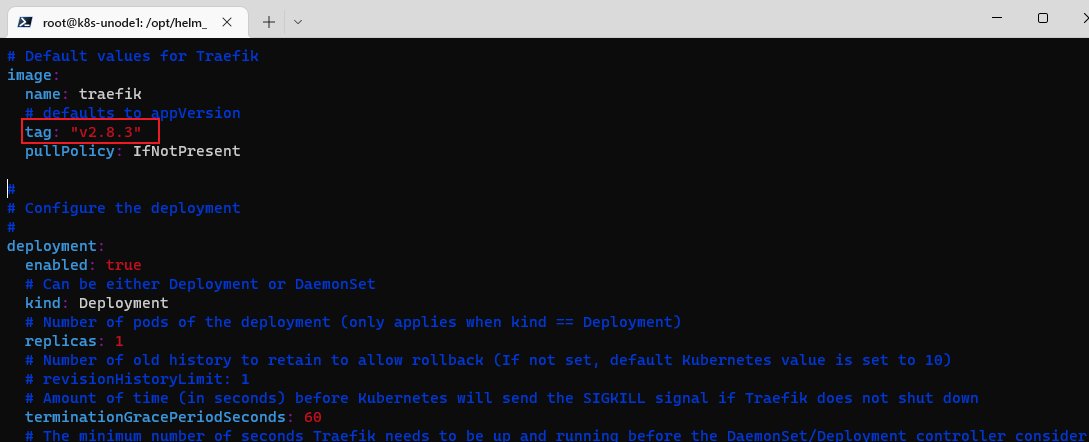 root@k8s-unode1: /opt/helm_
# Default values for Traefik
image:
  name: traefik
  # defaults to appVersion
  tag: "v2.8.3"
  pullPolicy: IfNotPresent
#
# Configure the deployment
#
deployment:
  enabled: true
  # Can be either Deployment or DaemonSet
  kind: Deployment
  # Number of pods of the deployment (only applies when kind == Deployment)
  replicas: 1
  # Number of old history to retain to allow rollback (If not set, default Kubernetes value is set to 10)
  # revisionHistoryLimit: 1
  # Amount of time (in seconds) before Kubernetes will send the SIGKILL signal if Traefik does not shut down
  terminationGracePeriodSeconds: 60
  # The minimum number of seconds Traefik needs to be up and running before the DaemonSet/Deployment controller consider